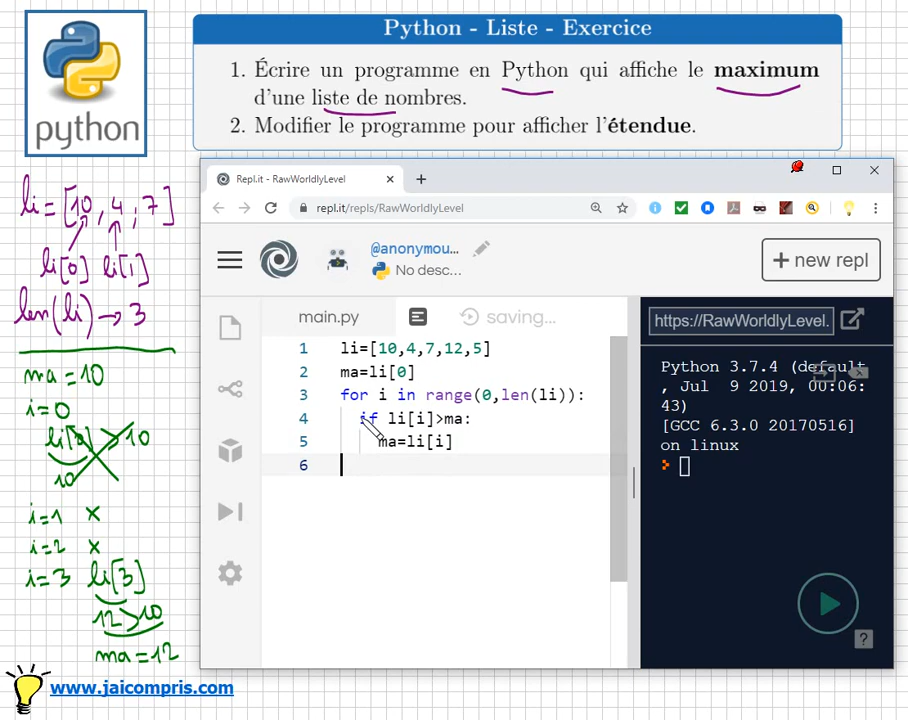 Python - Liste - Exercice
1. Écrire un programme en Python qui affiche le maximum
d'une liste de nombres.
2. Modifier le programme pour afficher l'étendue.
python
li=[10,4,7]
li[0] li[1]
len(li)→3
ma=10
i=0
li[0]>10
10
i=1 x
i=2 x
i=3 li[3]
12>10
ma=12
www.jaicompris.com
Repl.it - RawWorldlyLevel
repl.it/repls/RawWorldlyLevel
@anonymou...
No desc...
+ new repl
main.py
saving...
1 li=[10,4,7,12,5]
2 ma=li[0]
3 for i in range(0,len(li)):
4 if li[i]>ma:
5 ma=li[i]
6
https://RawWorldlyLevel.
Python 3.7.4 (default
, Jul 9 2019, 00:06:
43)
[GCC 6.3.0 20170516]
on linux
?